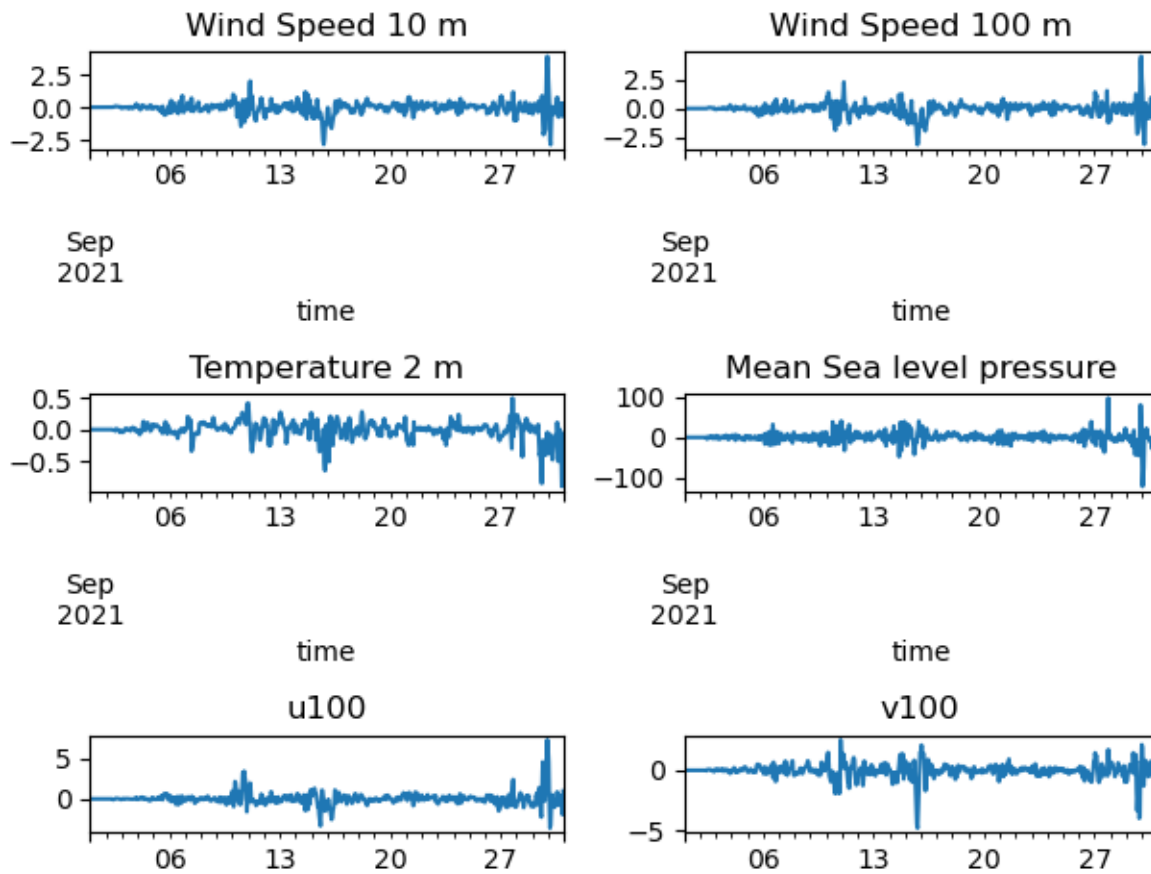 Wind Speed 10 m
2.5
0.0
−2.5
06 13 20 27
Sep
2021
time
Wind Speed 100 m
2.5
0.0
−2.5
06 13 20 27
Sep
2021
time
Temperature 2 m
0.5
0.0
−0.5
06 13 20 27
Sep
2021
time
Mean Sea level pressure
100
0
−100
06 13 20 27
Sep
2021
time
u100
5
0
06 13 20 27
v100
0
−5
06 13 20 27